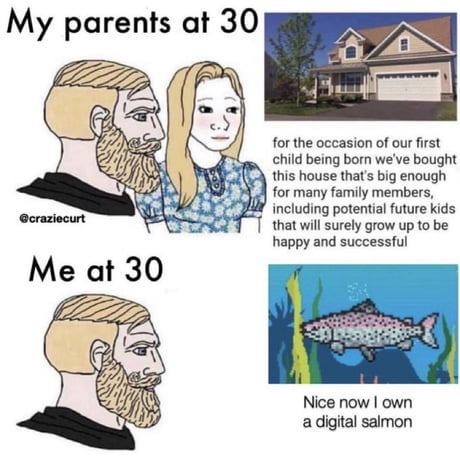 My parents at 30
for the occasion of our first
child being born we've bought
this house that's big enough
for many family members,
including potential future kids
that will surely grow up to be
happy and successful
@craziecurt
Me at 30
Nice now I own
a digital salmon